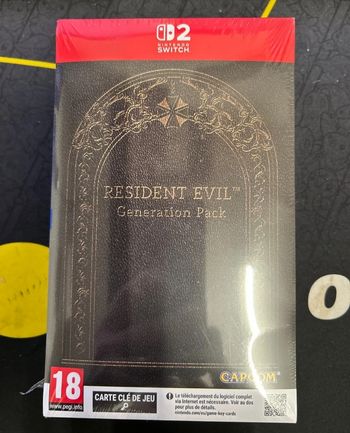 2
NINTENDO
SWITCH
RESIDENT EVIL™
Generation Pack
CAPCOM®
18
www.pegi.info
CARTE CLÉ DE JEU
Le téléchargement du logiciel complet
via Internet est nécessaire. Voir au dos
pour plus de détails.
nintendo.com/eu/game-key-cards